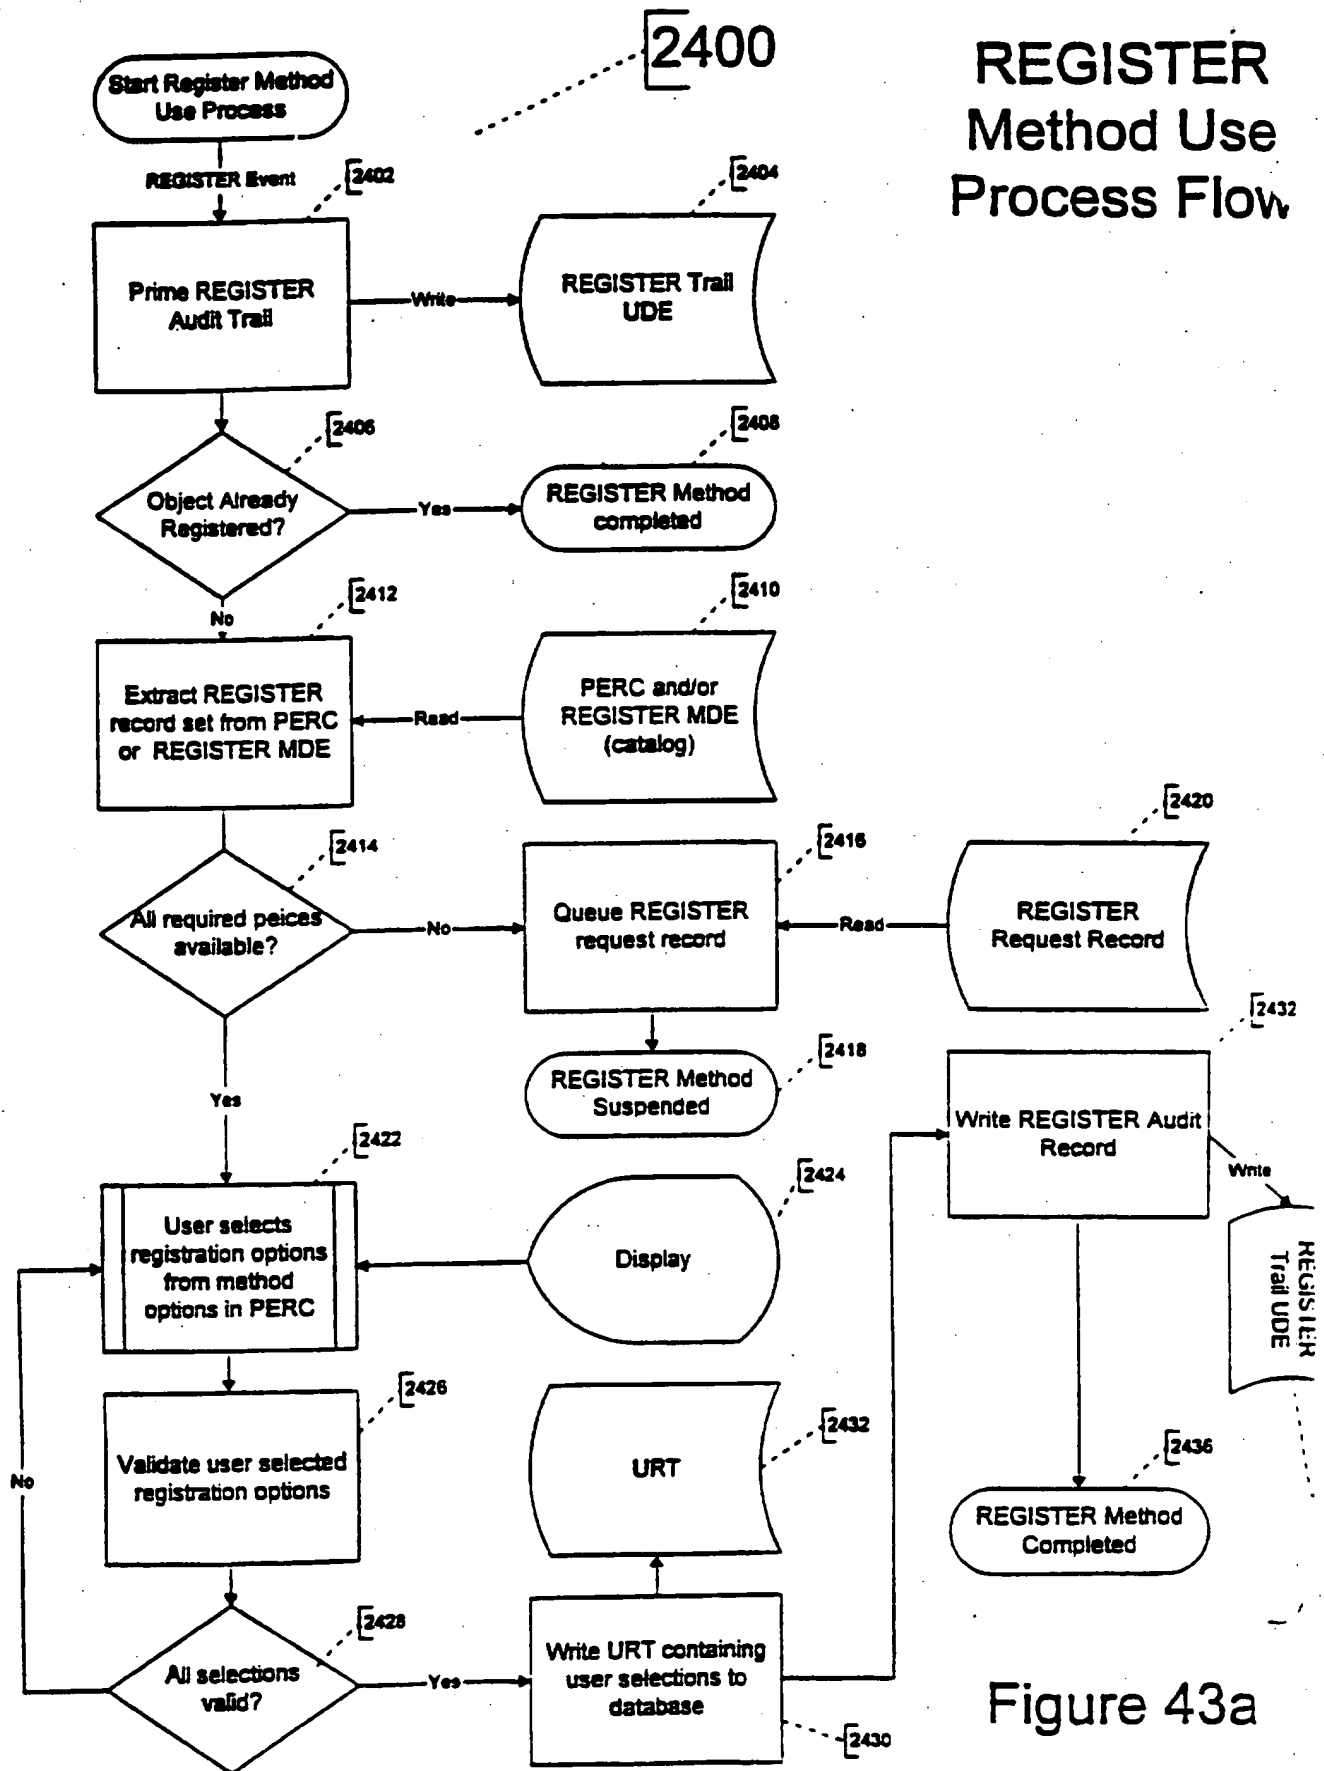 2400
REGISTER
Method Use
Process Flow
Start Register Method
Use Process
REGISTER Event
2402
2404
Prime REGISTER
Audit Trail
Write
REGISTER Trail
UDE
2406
2408
Object Already
Registered?
Yes
REGISTER Method
completed
No
2412
2410
Extract REGISTER
record set from PERC
or REGISTER MDE
Read
PERC and/or
REGISTER MDE
(catalog)
2414
2416
2420
All required peices
available?
No
Queue REGISTER
request record
Read
REGISTER
Request Record
2418
REGISTER Method
Suspended
2432
Write REGISTER Audit
Record
Write
REGISTER
Trail UDE
Yes
2422
2424
User selects
registration options
from method
options in PERC
Display
2426
2432
Validate user selected
registration options
URT
2436
REGISTER Method
Completed
No
2428
All selections
valid?
Yes
Write URT containing
user selections to
database
2430
Figure 43a